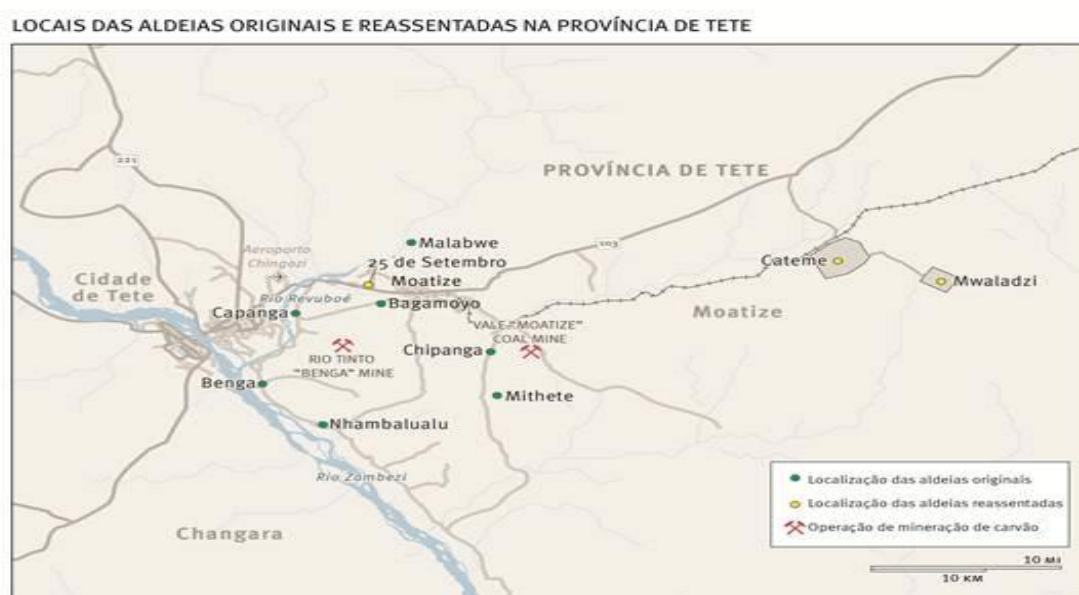 LOCAIS DAS ALDEIAS ORIGINAIS E REASSENTADAS NA PROVÍNCIA DE TETE
221
PROVÍNCIA DE TETE
Malabwe
103
Aeroporto
Chingozi
25 de Setembro
Cateme
Cidade
de Tete
Moatize
Mwaladzi
Rio Revuboé
Bagamoyo
Capanga
Moatize
VALE "MOATIZE"
COAL MINE
Chipanga
RIO TINTO
"BENGA" MINE
Benga
Mithete
Nhambalualu
Rio Zambezi
Changara
Localização das aldeias originais
Localização das aldeias reassentadas
Operação de mineração de carvão
10 MI
10 KM